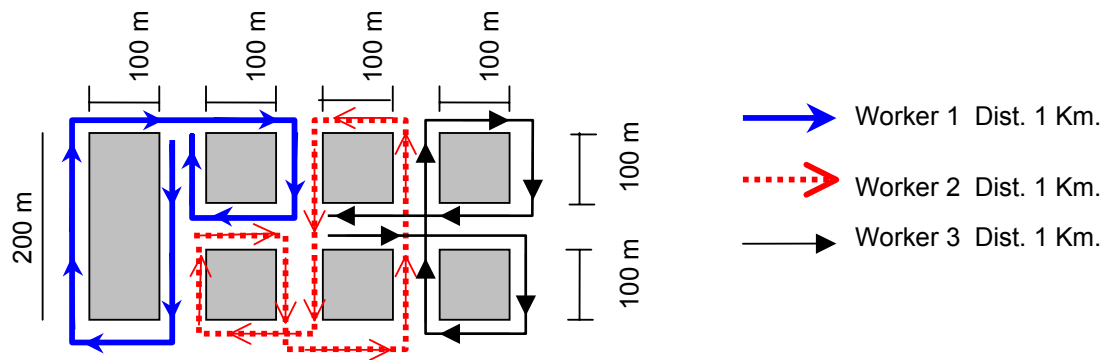 100 m
100 m
100 m
100 m
200 m
100 m
100 m
Worker 1 Dist. 1 Km.
Worker 2 Dist. 1 Km.
Worker 3 Dist. 1 Km.